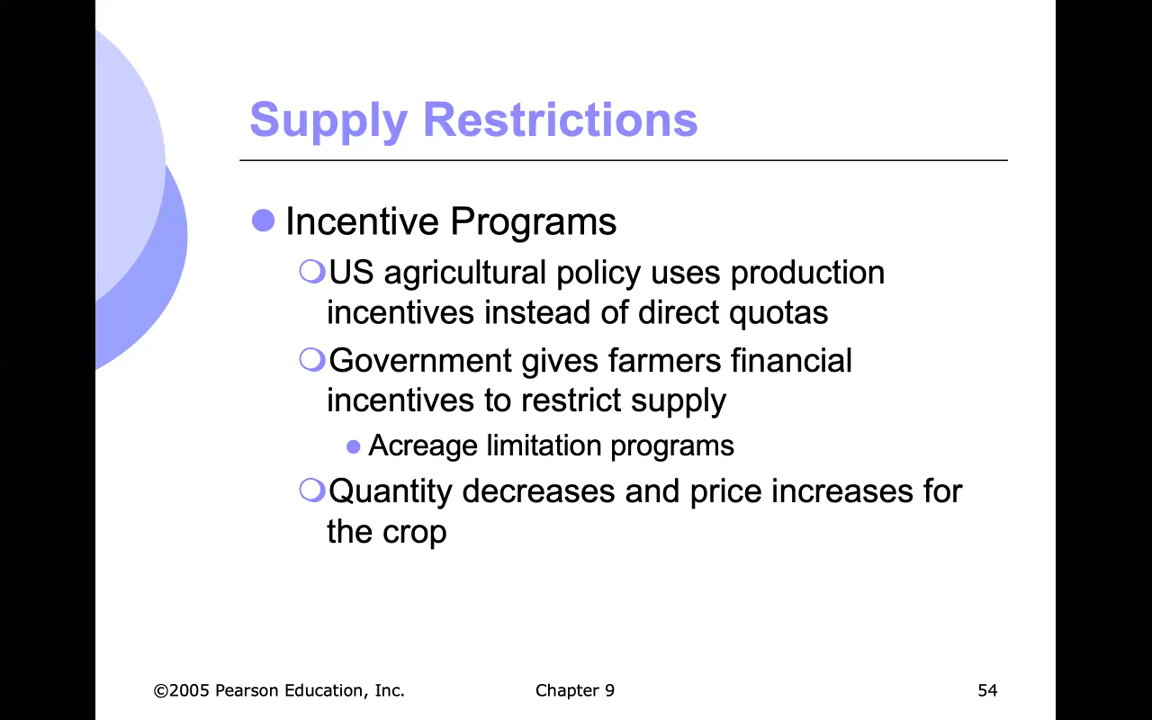 Supply Restrictions
Incentive Programs
US agricultural policy uses production
incentives instead of direct quotas
Government gives farmers financial
incentives to restrict supply
Acreage limitation programs
Quantity decreases and price increases for
the crop
©2005 Pearson Education, Inc. Chapter 9 54